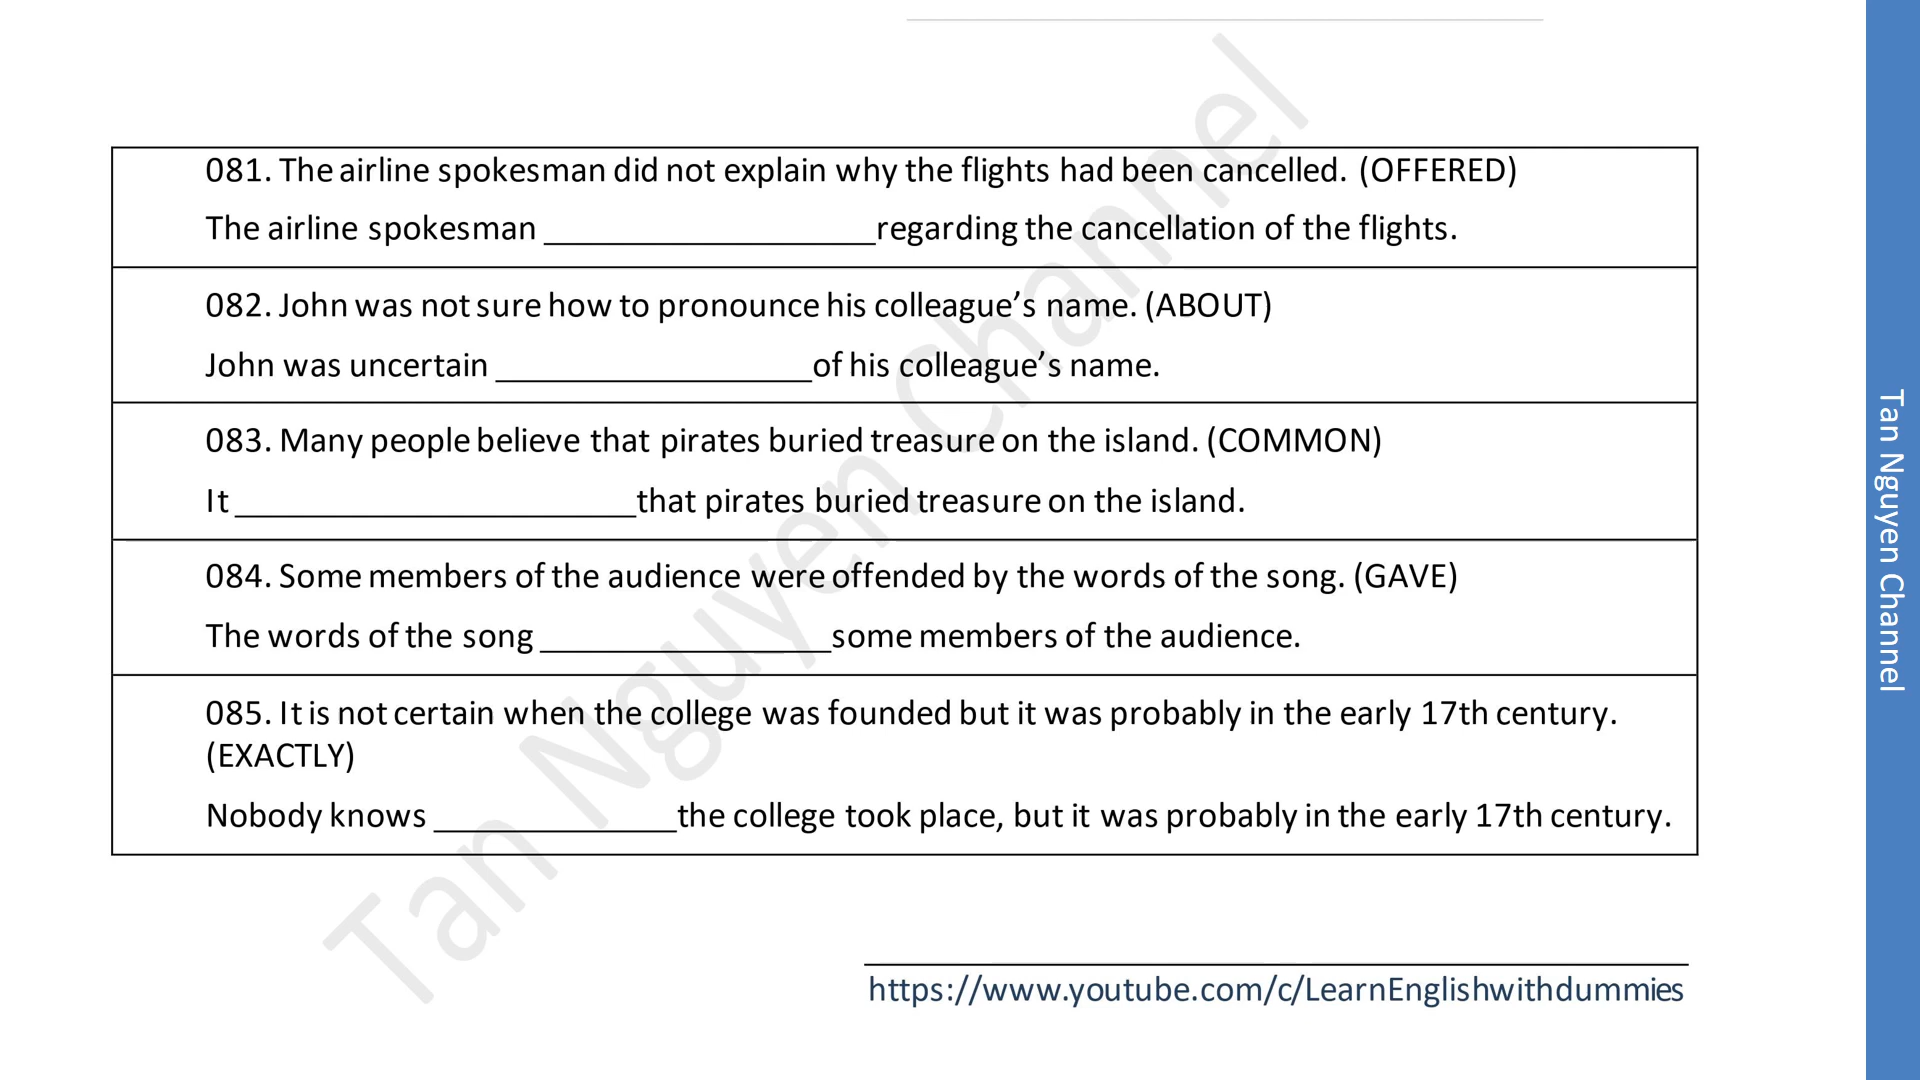 081. The airline spokesman did not explain why the flights had been cancelled. (OFFERED)
The airline spokesman ___________________regarding the cancellation of the flights.
082. John was not sure how to pronounce his colleague’s name. (ABOUT)
John was uncertain __________________of his colleague’s name.
083. Many people believe that pirates buried treasure on the island. (COMMON)
It _______________________that pirates buried treasure on the island.
084. Some members of the audience were offended by the words of the song. (GAVE)
The words of the song ________________some members of the audience.
085. It is not certain when the college was founded but it was probably in the early 17th century.
(EXACTLY)
Nobody knows ______________the college took place, but it was probably in the early 17th century.
https://www.youtube.com/c/LearnEnglishwithdummies
Tan Nguyen Channel
Tan Nguyen Channel